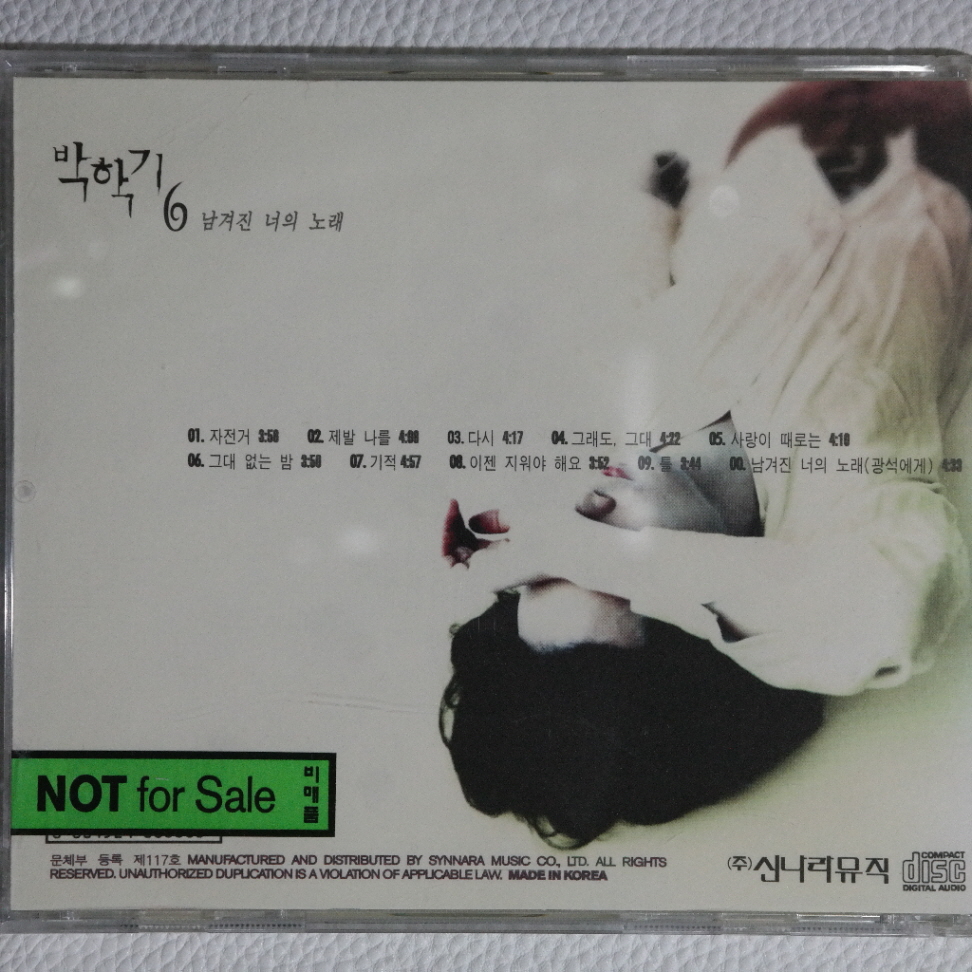 박학기 6 남겨진 너의 노래
01. 자전거 3:58 02. 제발 나를 4:08 03. 다시 4:17 04. 그래도, 그대 4:22 05. 사랑이 때로는 4:18
06. 그대 없는 밤 3:50 07. 기적 4:57 08. 이젠 지워야 해요 3:52 09. 틀 3:44 00. 남겨진 너의 노래(광석에게) 4:33
NOT for Sale 비매품
문체부 등록 제117호 MANUFACTURED AND DISTRIBUTED BY SYNNARA MUSIC CO., LTD. ALL RIGHTS
RESERVED. UNAUTHORIZED DUPLICATION IS A VIOLATION OF APPLICABLE LAW. MADE IN KOREA
(주)신나라뮤직
COMPACT
disc
DIGITAL AUDIO